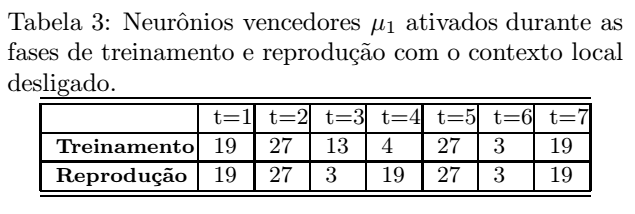 Tabela 3: Neurônios vencedores μ1 ativados durante as
fases de treinamento e reprodução com o contexto local
desligado.
t=1 t=2 t=3 t=4 t=5 t=6 t=7
Treinamento 19 27 13 4 27 3 19
Reprodução 19 27 3 19 27 3 19